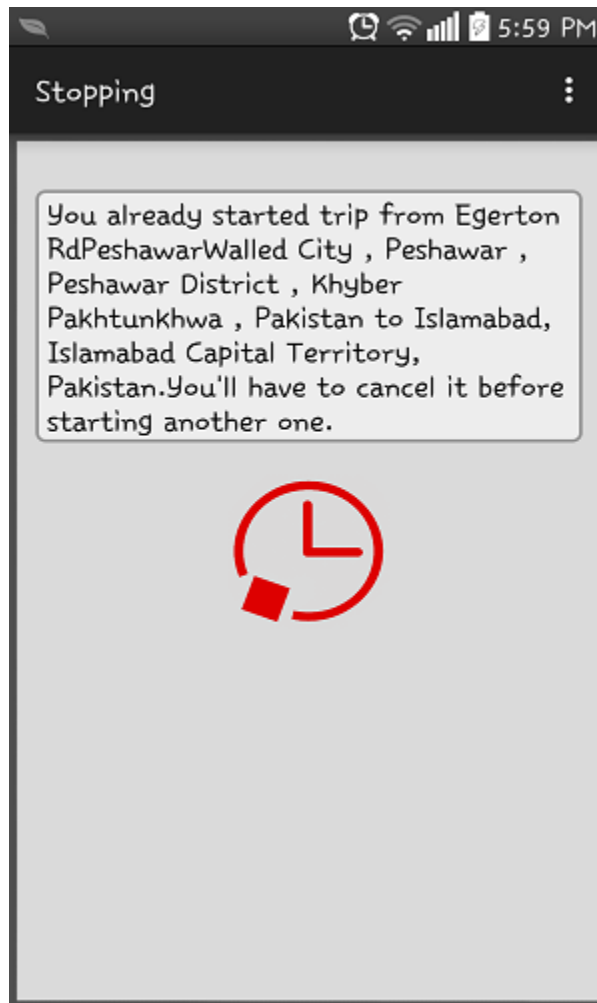 5:59 PM
Stopping
You already started trip from Egerton
RdPeshawarWalled City , Peshawar ,
Peshawar District , Khyber
Pakhtunkhwa , Pakistan to Islamabad,
Islamabad Capital Territory,
Pakistan.You'll have to cancel it before
starting another one.